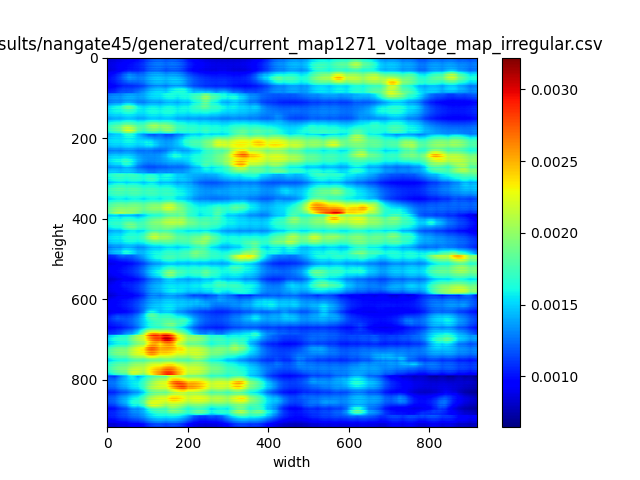 sults/nangate45/generated/current_map1271_voltage_map_irregular.csv
0
200
400
600
800
height
0 200 400 600 800
width
0.0030
0.0025
0.0020
0.0015
0.0010